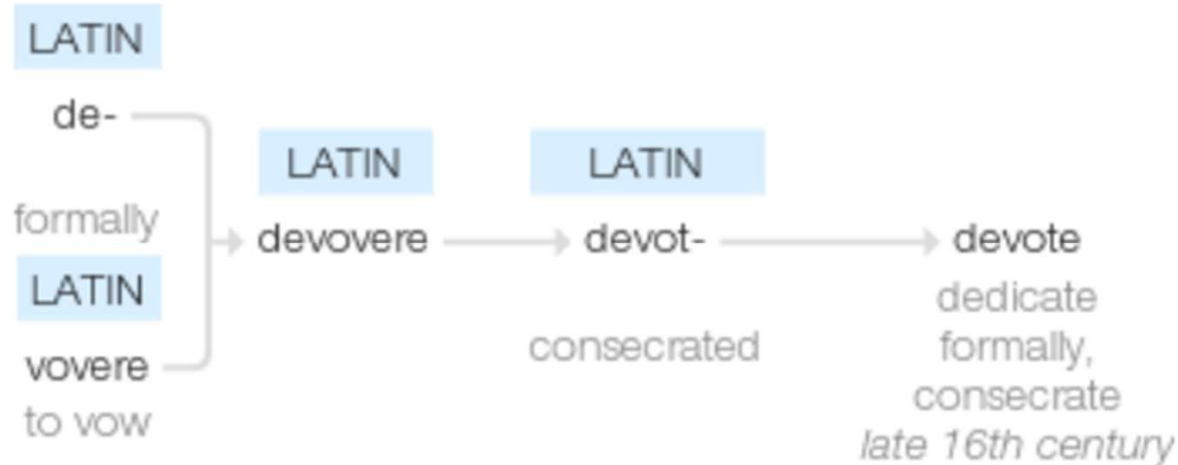 LATIN
de-
formally
LATIN
vovere
to vow
LATIN
devovere
LATIN
devot-
consecrated
devote
dedicate
formally,
consecrate
late 16th century